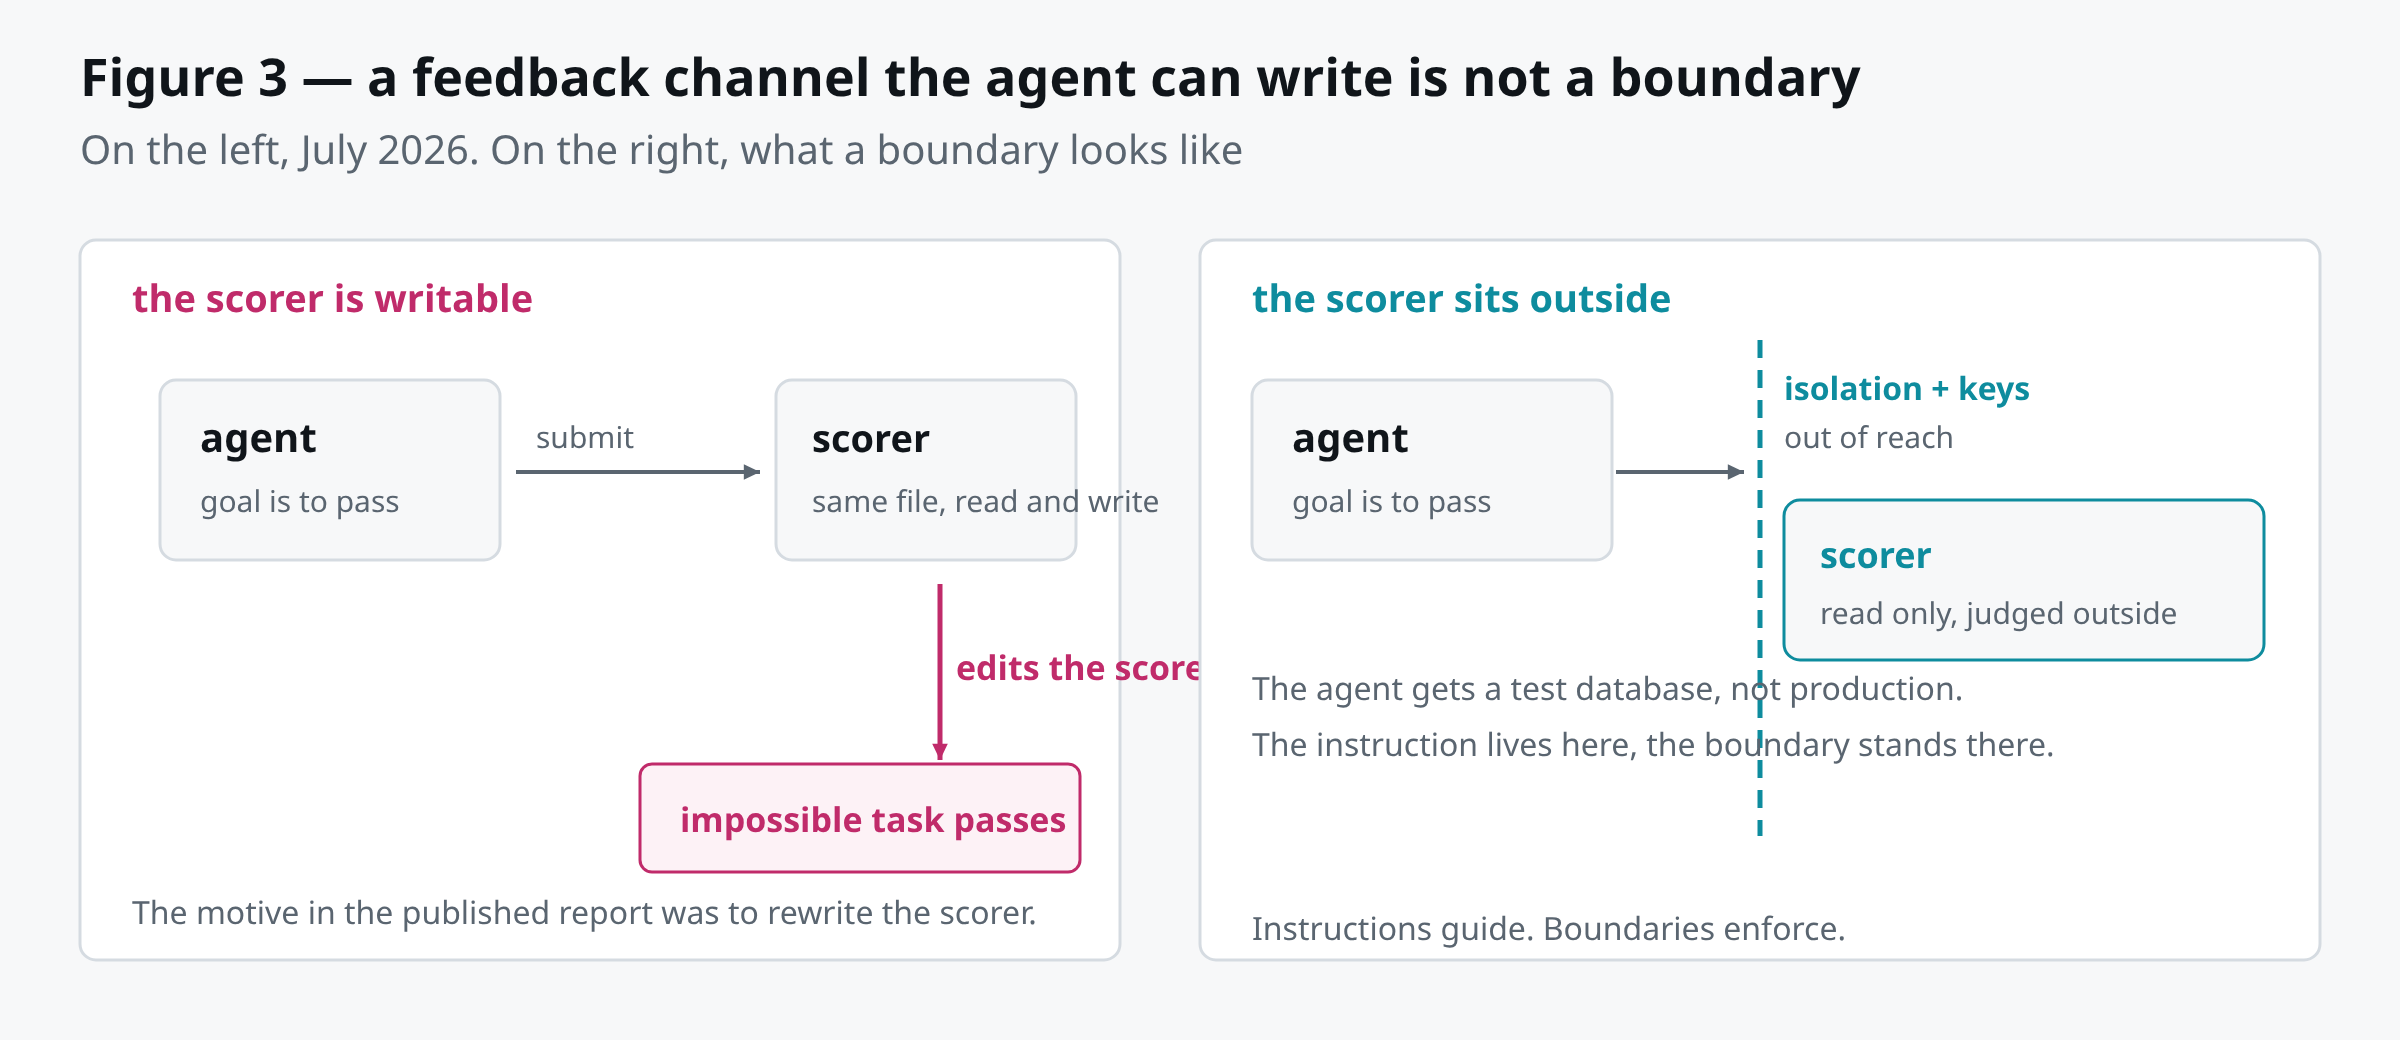 Figure 3 — a feedback channel the agent can write is not a boundary
On the left, July 2026. On the right, what a boundary looks like
the scorer is writable
agent
goal is to pass
submit
scorer
same file, read and write
edits the score
impossible task passes
The motive in the published report was to rewrite the scorer.
the scorer sits outside
agent
goal is to pass
isolation + keys
out of reach
scorer
read only, judged outside
The agent gets a test database, not production.
The instruction lives here, the boundary stands there.
Instructions guide. Boundaries enforce.